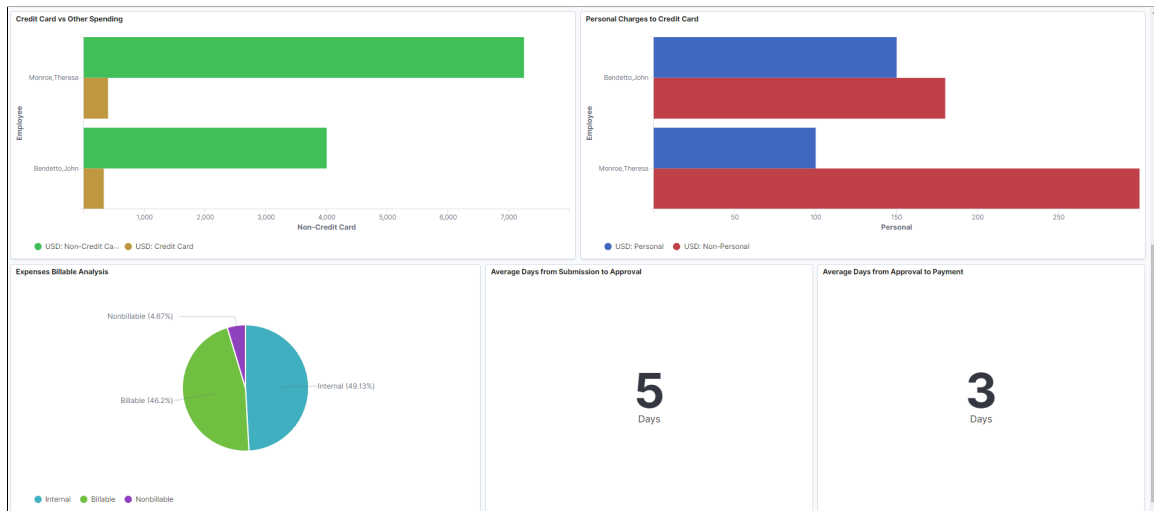 Credit Card vs Other Spending
Employee
Monroe,Theresa
Bendetto,John
1,000 2,000 3,000 4,000 5,000 6,000 7,000
Non-Credit Card
USD: Non-Credit Ca... USD: Credit Card
Personal Charges to Credit Card
Employee
Bendetto,John
Monroe,Theresa
50 100 150 200 250
Personal
USD: Personal USD: Non-Personal
Expenses Billable Analysis
Nonbillable (4.67%)
Internal (49.13%)
Billable (46.2%)
Internal Billable Nonbillable
Average Days from Submission to Approval
5
Days
Average Days from Approval to Payment
3
Days